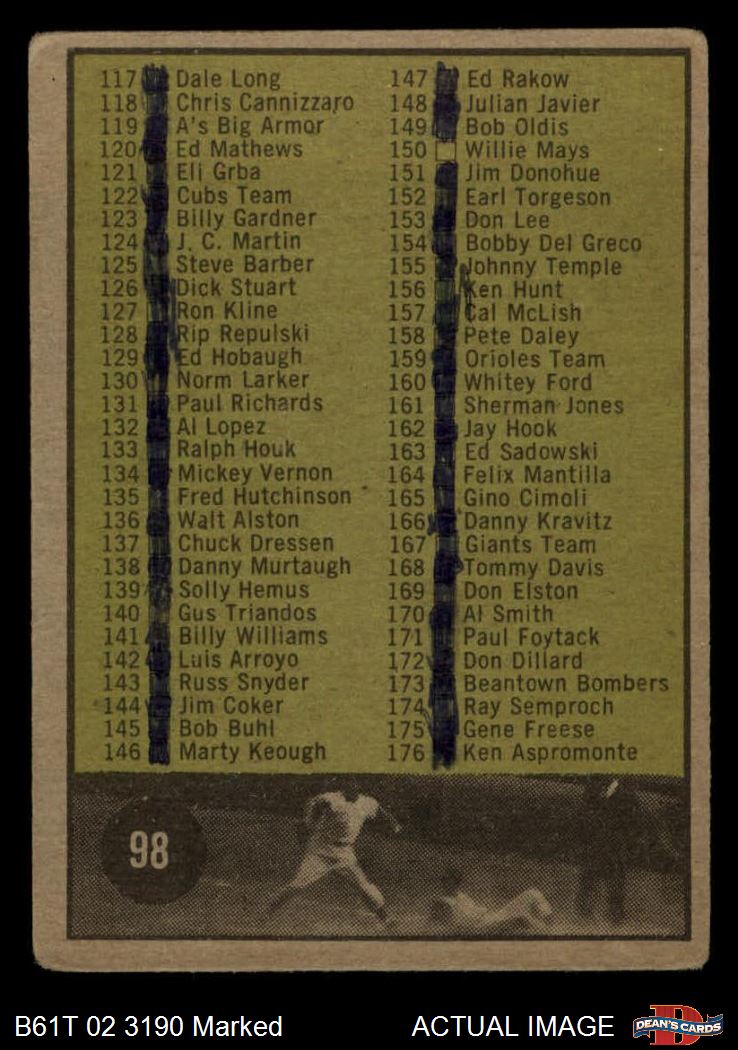 117 Dale Long
118 Chris Cannizzaro
119 A's Big Armor
120 Ed Mathews
121 Eli Grba
122 Cubs Team
123 Billy Gardner
124 J. C. Martin
125 Steve Barber
126 Dick Stuart
127 Ron Kline
128 Rip Repulski
129 Ed Hobaugh
130 Norm Larker
131 Paul Richards
132 Al Lopez
133 Ralph Houk
134 Mickey Vernon
135 Fred Hutchinson
136 Walt Alston
137 Chuck Dressen
138 Danny Murtaugh
139 Solly Hemus
140 Gus Triandos
141 Billy Williams
142 Luis Arroyo
143 Russ Snyder
144 Jim Coker
145 Bob Buhl
146 Marty Keough
147 Ed Rakow
148 Julian Javier
149 Bob Oldis
150 Willie Mays
151 Jim Donohue
152 Earl Torgeson
153 Don Lee
154 Bobby Del Greco
155 Johnny Temple
156 Ken Hunt
157 Cal McLish
158 Pete Daley
159 Orioles Team
160 Whitey Ford
161 Sherman Jones
162 Jay Hook
163 Ed Sadowski
164 Felix Mantilla
165 Gino Cimoli
166 Danny Kravitz
167 Giants Team
168 Tommy Davis
169 Don Elston
170 Al Smith
171 Paul Foytack
172 Don Dillard
173 Beantown Bombers
174 Ray Semproch
175 Gene Freese
176 Ken Aspromonte
98
B61T 02 3190 Marked
ACTUAL IMAGE
D
DEAN'S CARDS